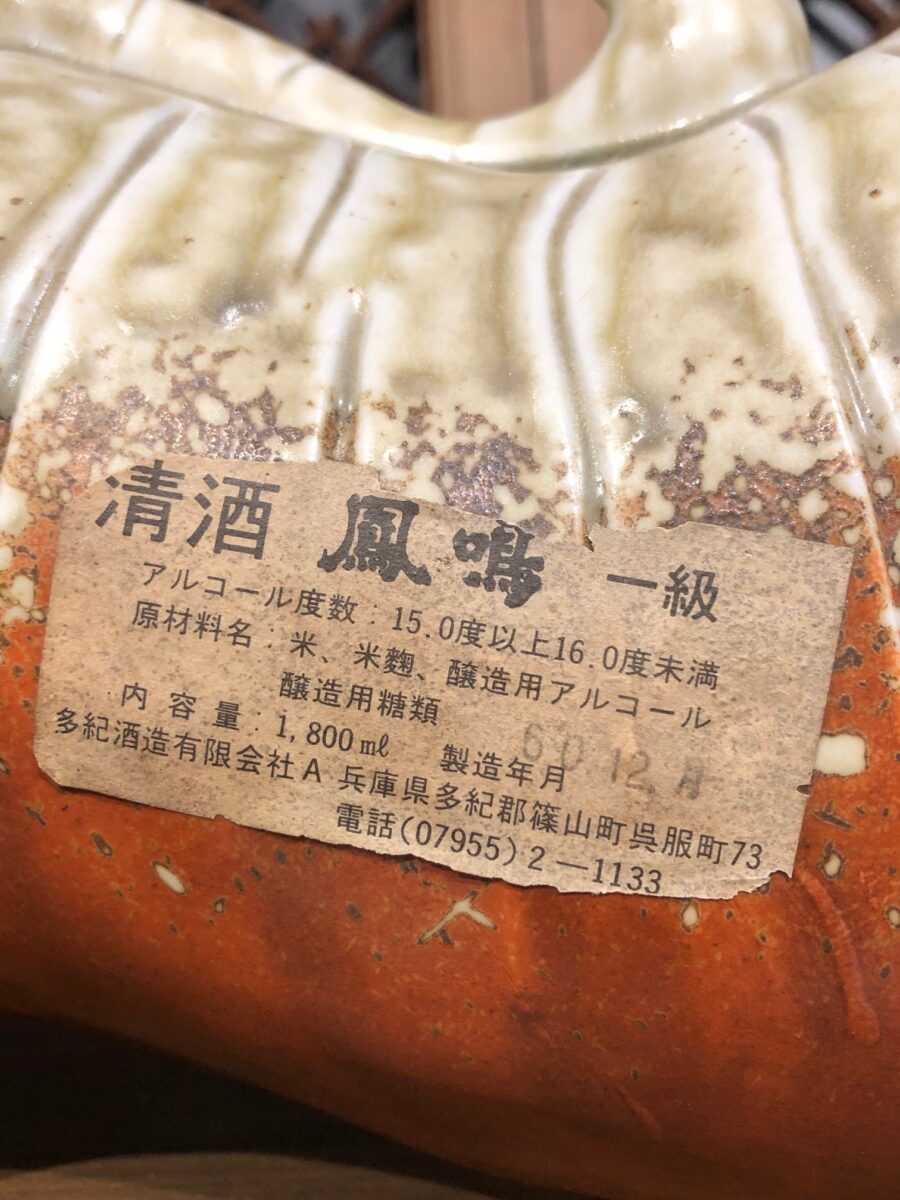 清酒 鳳鳴 一級
アルコール度数：15.0度以上16.0度未満
原材料名：米、米麴、醸造用アルコール
醸造用糖類
内容量：1,800㎖ 製造年月 60 12月
多紀酒造有限会社A 兵庫県多紀郡篠山町呉服町73
電話(07955)2―1133